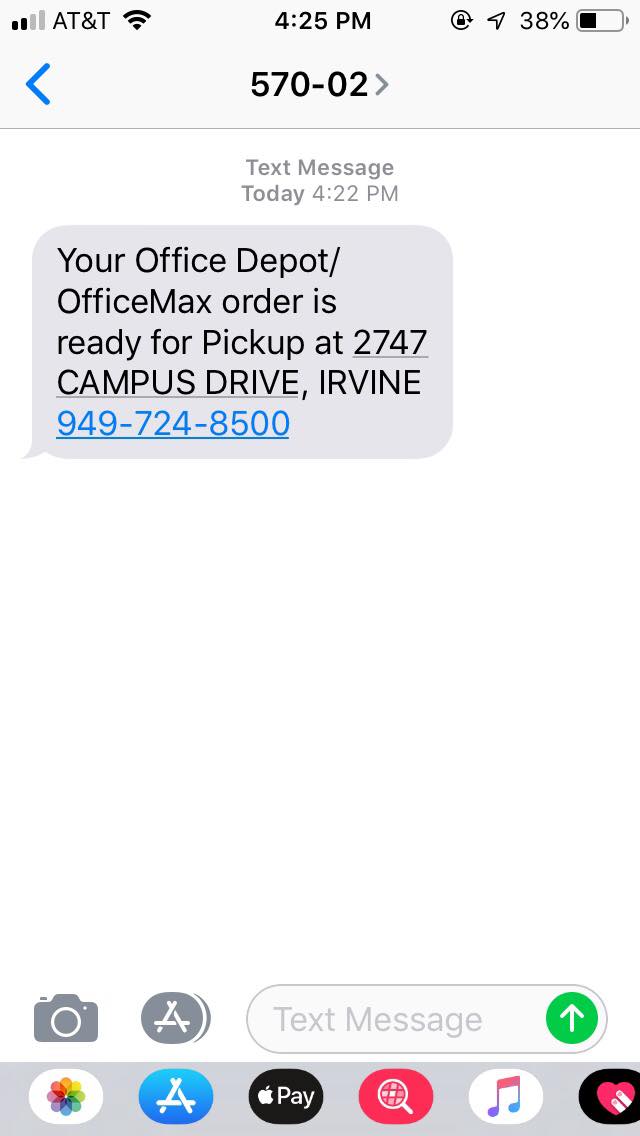 AT&T 4:25 PM 38%
570-02
Text Message
Today 4:22 PM
Your Office Depot/
OfficeMax order is
ready for Pickup at 2747
CAMPUS DRIVE, IRVINE
949-724-8500
Text Message
Pay